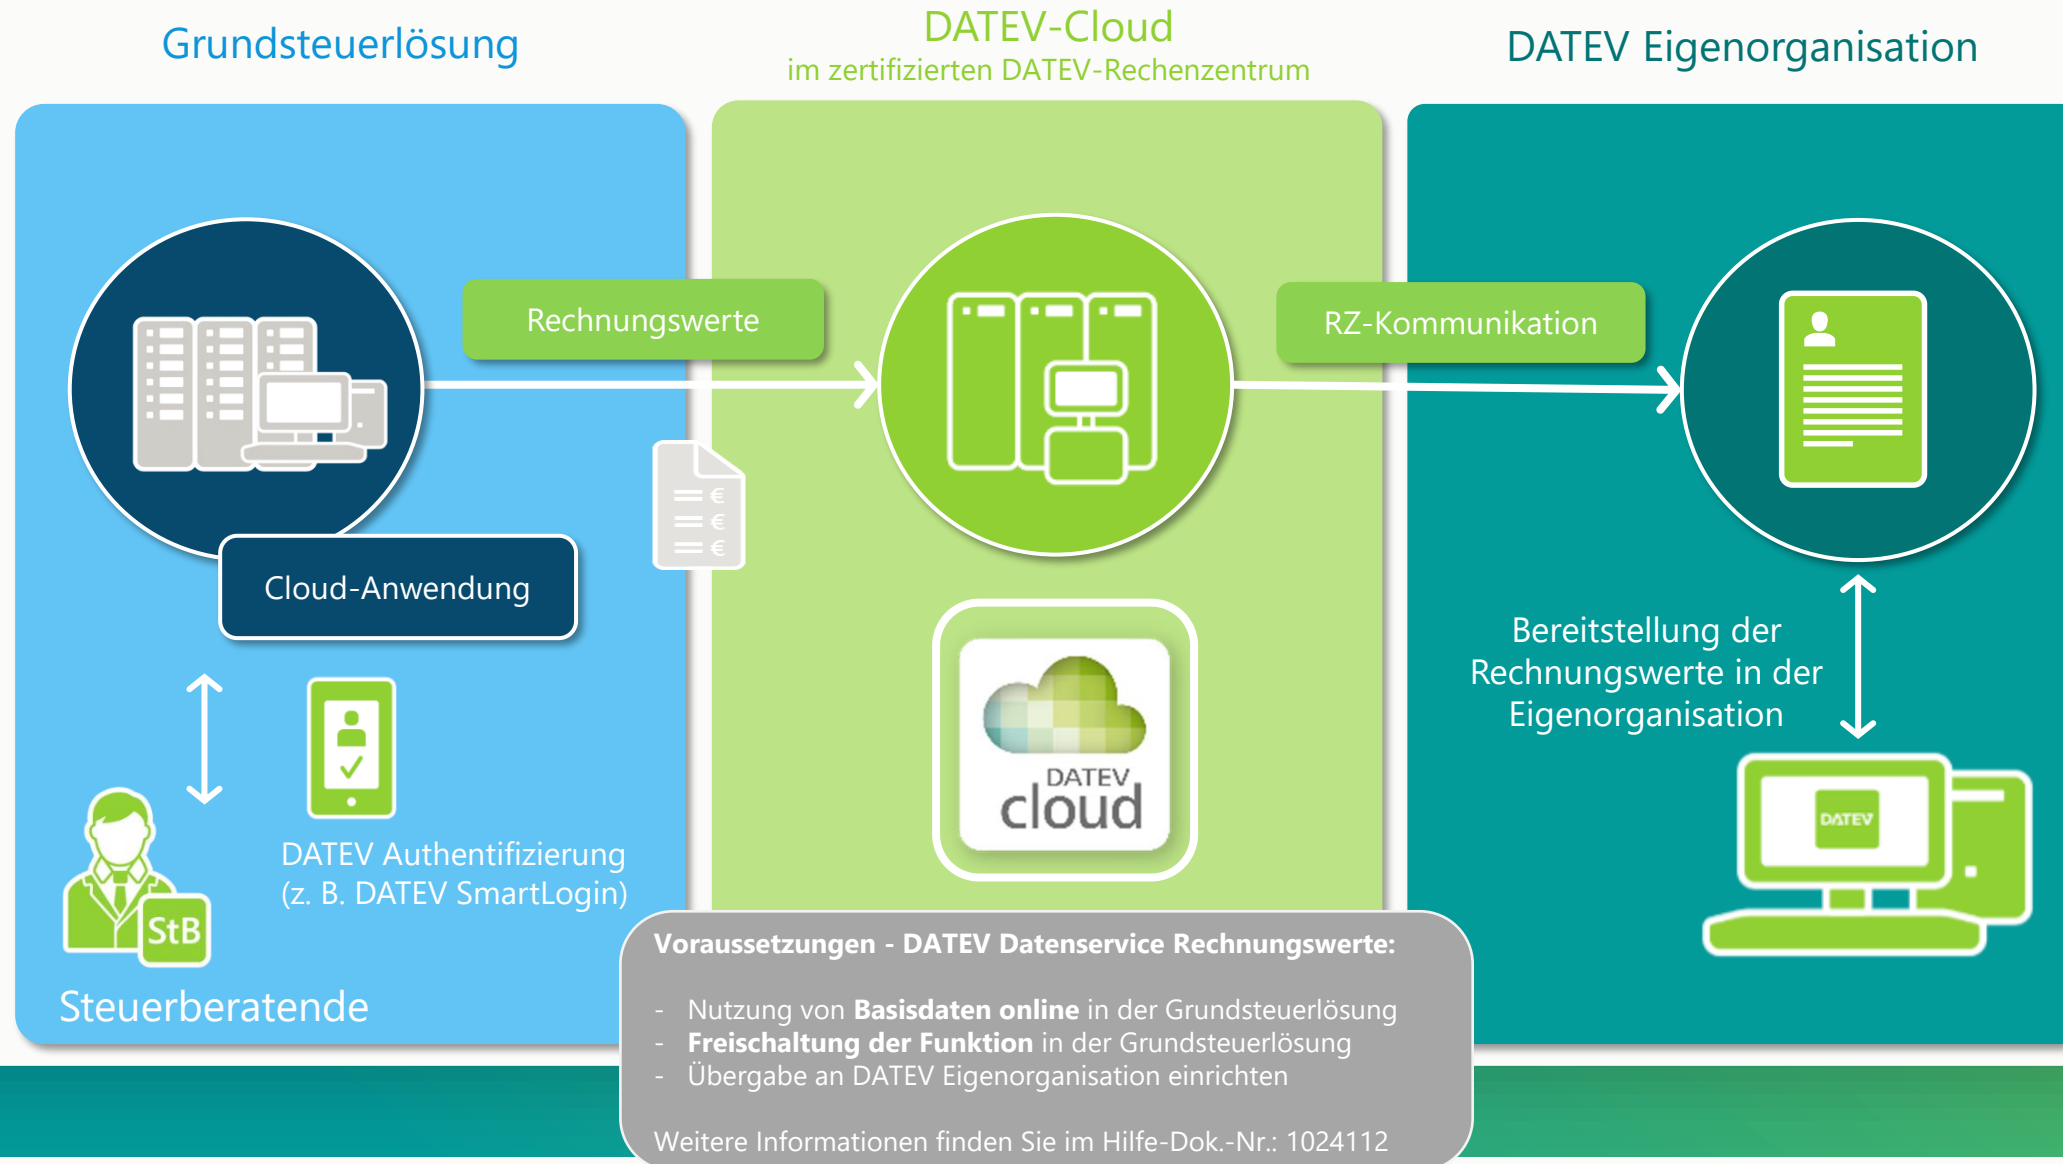 Grundsteuerlösung
DATEV-Cloud
im zertifizierten DATEV-Rechenzentrum
DATEV Eigenorganisation
Rechnungswerte
RZ-Kommunikation
€
€
€
Cloud-Anwendung
Bereitstellung der
Rechnungswerte in der
Eigenorganisation
DATEV
cloud
DATEV
DATEV Authentifizierung
(z. B. DATEV SmartLogin)
StB
Steuerberatende
Voraussetzungen - DATEV Datenservice Rechnungswerte:
- Nutzung von Basisdaten online in der Grundsteuerlösung
- Freischaltung der Funktion in der Grundsteuerlösung
- Übergabe an DATEV Eigenorganisation einrichten
Weitere Informationen finden Sie im Hilfe-Dok.-Nr.: 1024112